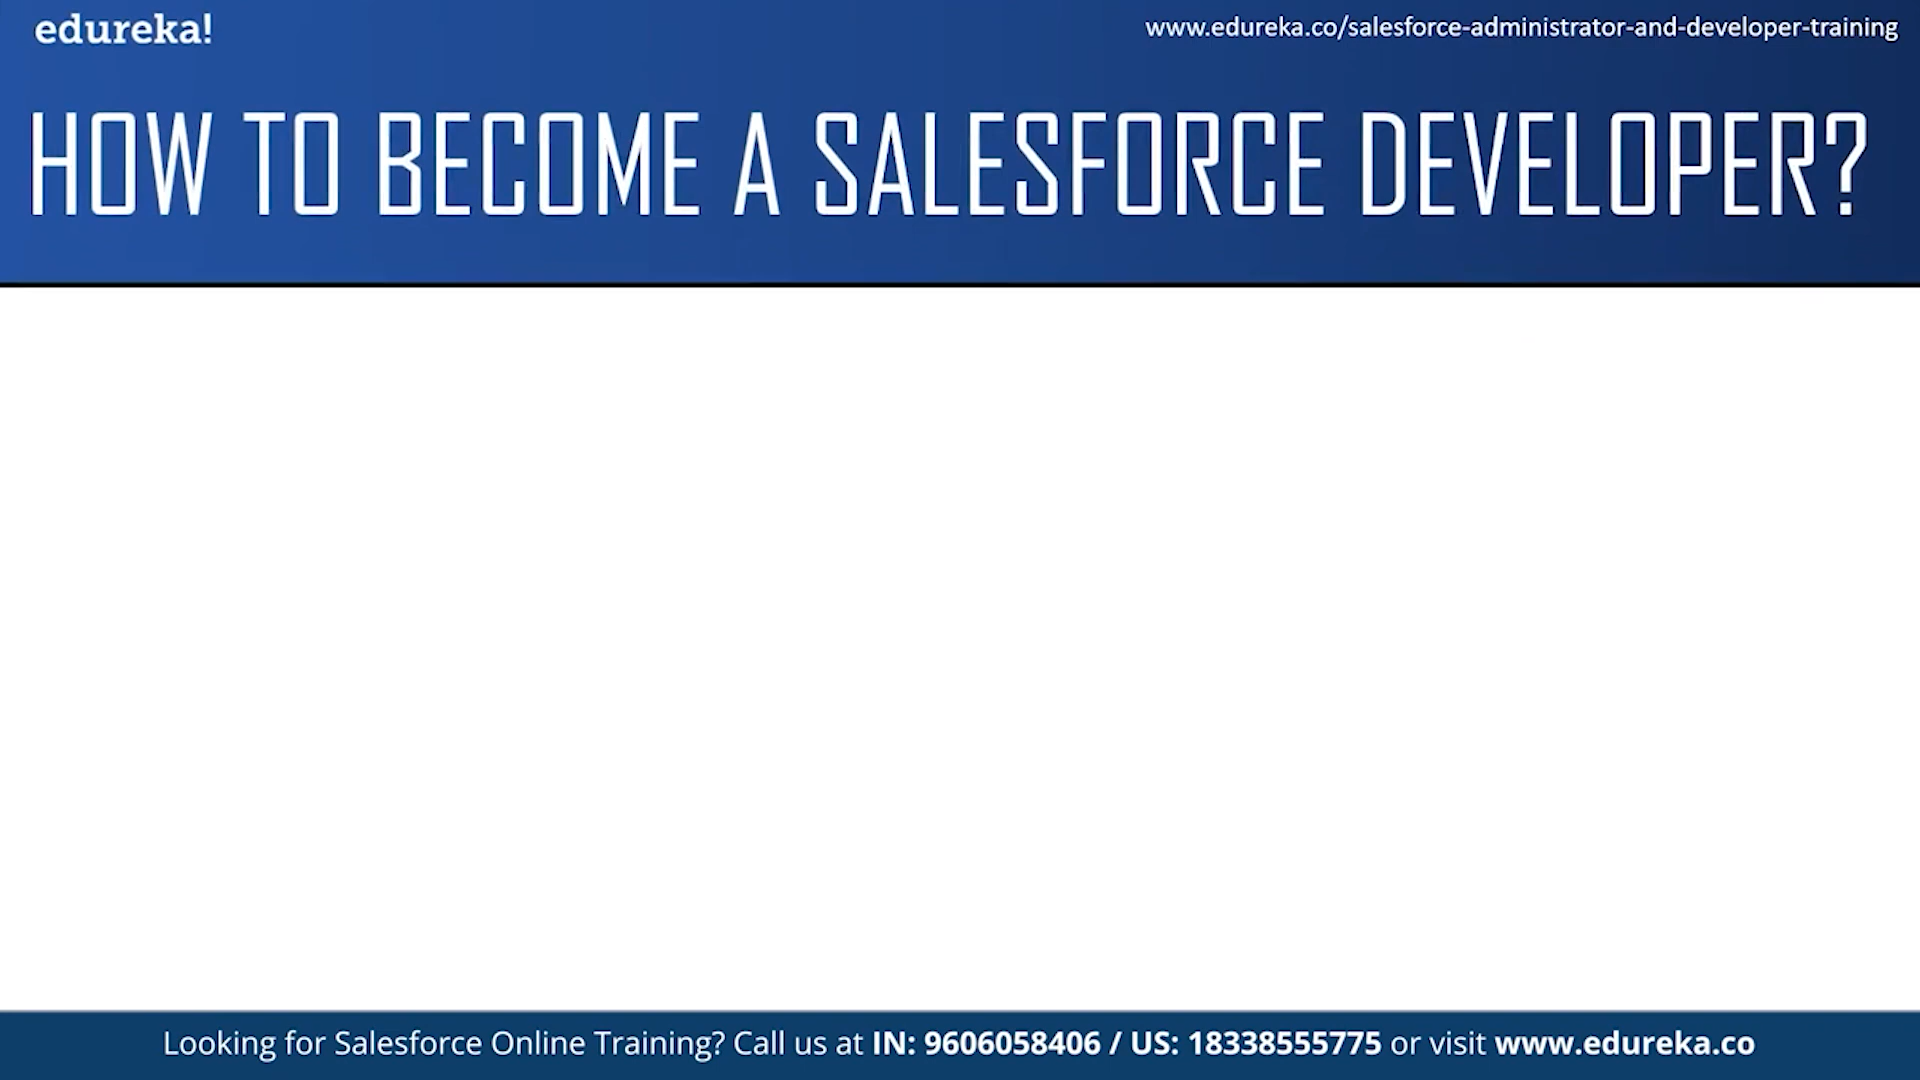 edureka!
www.edureka.co/salesforce-administrator-and-developer-training
HOW TO BECOME A SALESFORCE DEVELOPER?
Looking for Salesforce Online Training? Call us at IN: 9606058406 / US: 18338555775 or visit www.edureka.co